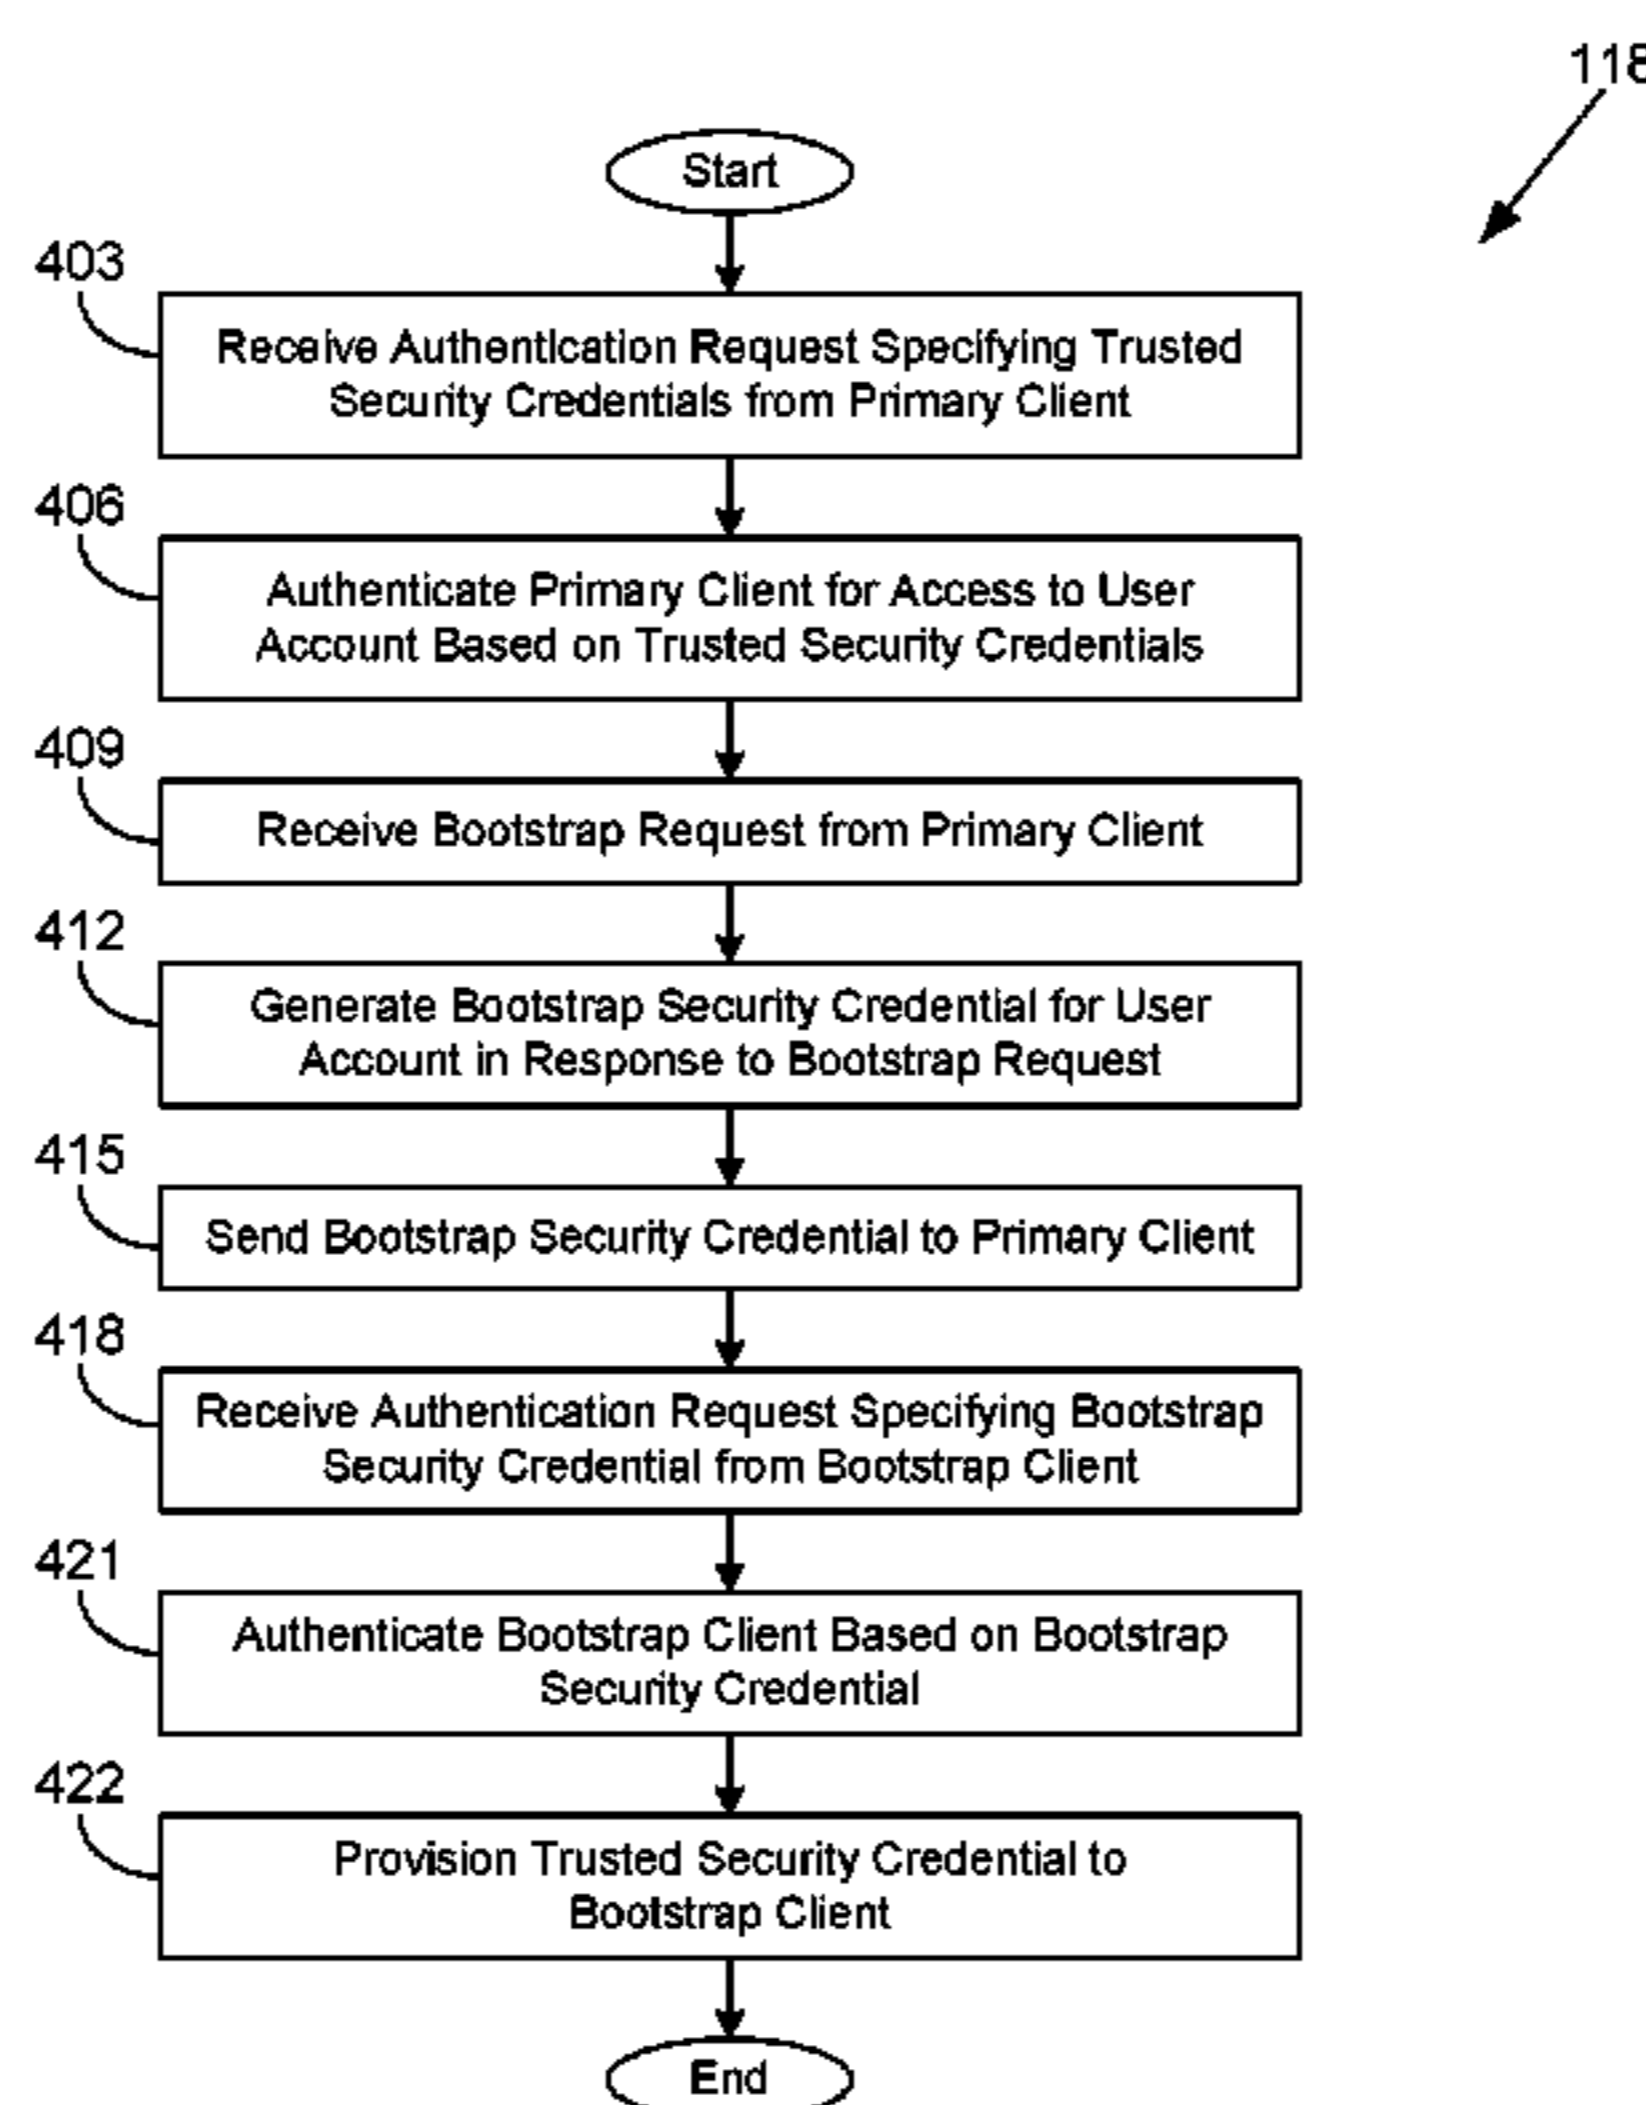 118
Start
403
Receive Authentication Request Specifying Trusted
Security Credentials from Primary Client
406
Authenticate Primary Client for Access to User
Account Based on Trusted Security Credentials
409
Receive Bootstrap Request from Primary Client
412
Generate Bootstrap Security Credential for User
Account in Response to Bootstrap Request
415
Send Bootstrap Security Credential to Primary Client
418
Receive Authentication Request Specifying Bootstrap
Security Credential from Bootstrap Client
421
Authenticate Bootstrap Client Based on Bootstrap
Security Credential
422
Provision Trusted Security Credential to
Bootstrap Client
End